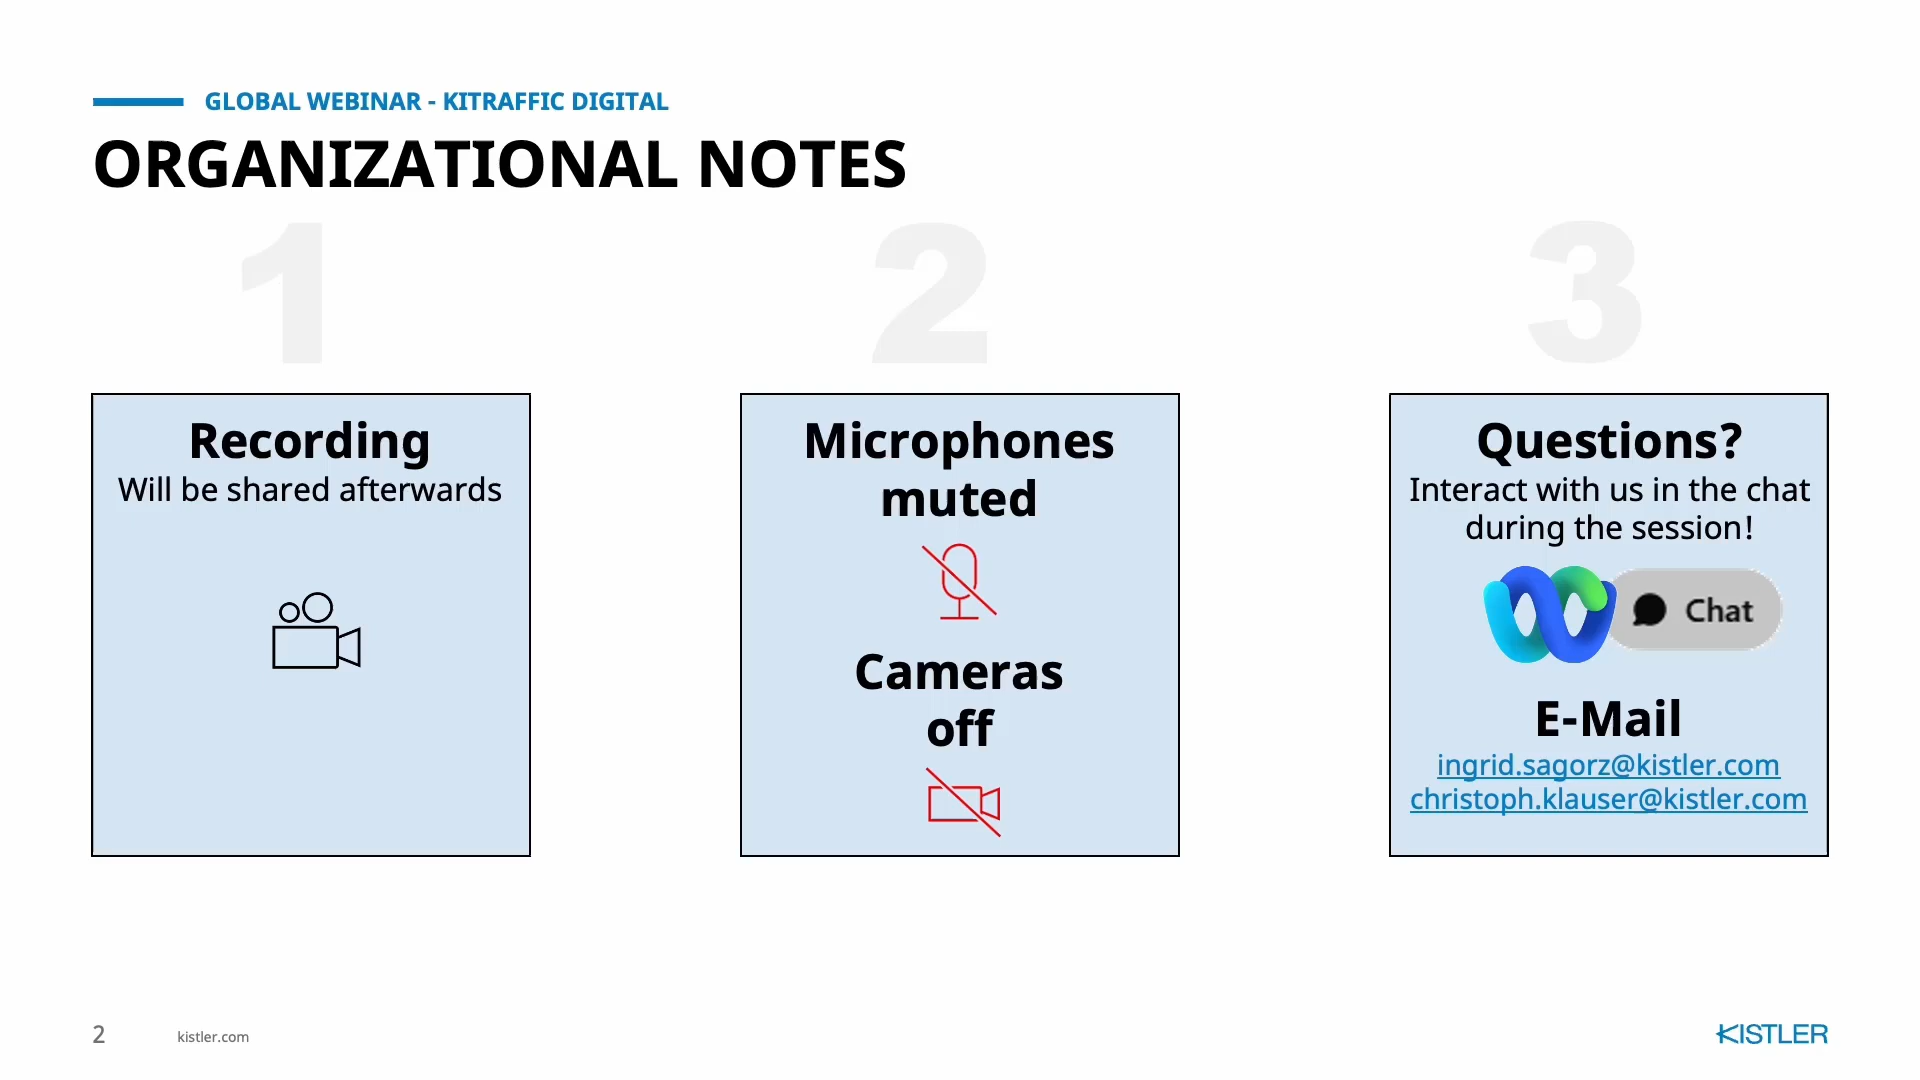 GLOBAL WEBINAR - KITRAFFIC DIGITAL
ORGANIZATIONAL NOTES
1
Recording
Will be shared afterwards
2
Microphones
muted
Cameras
off
3
Questions?
Interact with us in the chat
during the session!
Chat
E-Mail
ingrid.sagorz@kistler.com
christoph.klauser@kistler.com
2
kistler.com
KISTLER